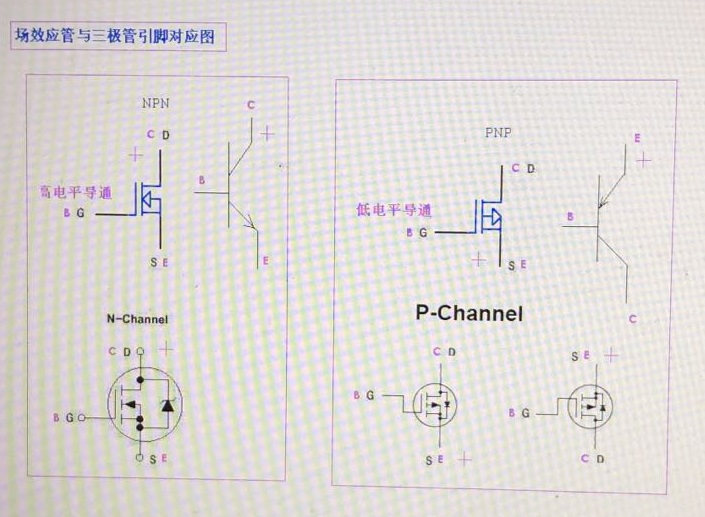 场效应管与三极管引脚对应图
NPN
C
C D
+
+
高电平导通
B
B G
S E
E
N-Channel
C D
+
B G
S E
PNP
E
C D
+
低电平导通
B
B G
+
S E
P-Channel
C
C D
S E
+
B G
B G
S E
+
C D